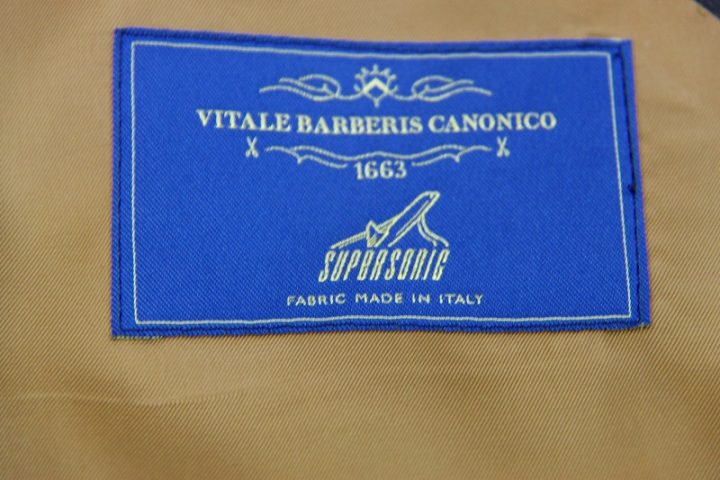 VITALE BARBERIS CANONICO
1663
SUPERSONIC
FABRIC MADE IN ITALY